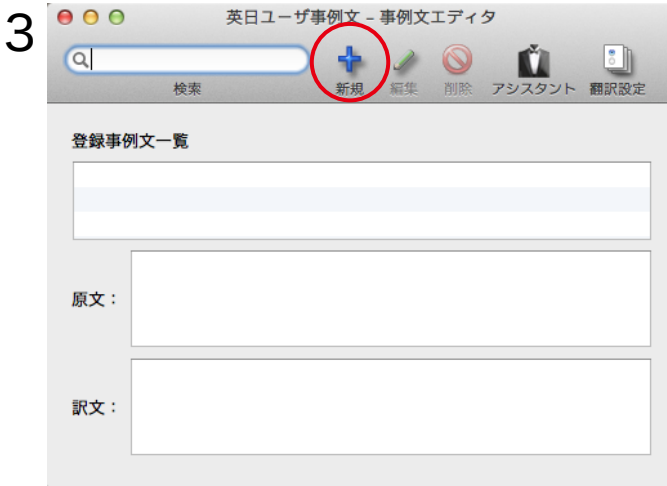 3
英日ユーザ事例文 – 事例文エディタ
検索
新規 編集 削除 アシスタント 翻訳設定
登録事例文一覧
原文：
訳文：